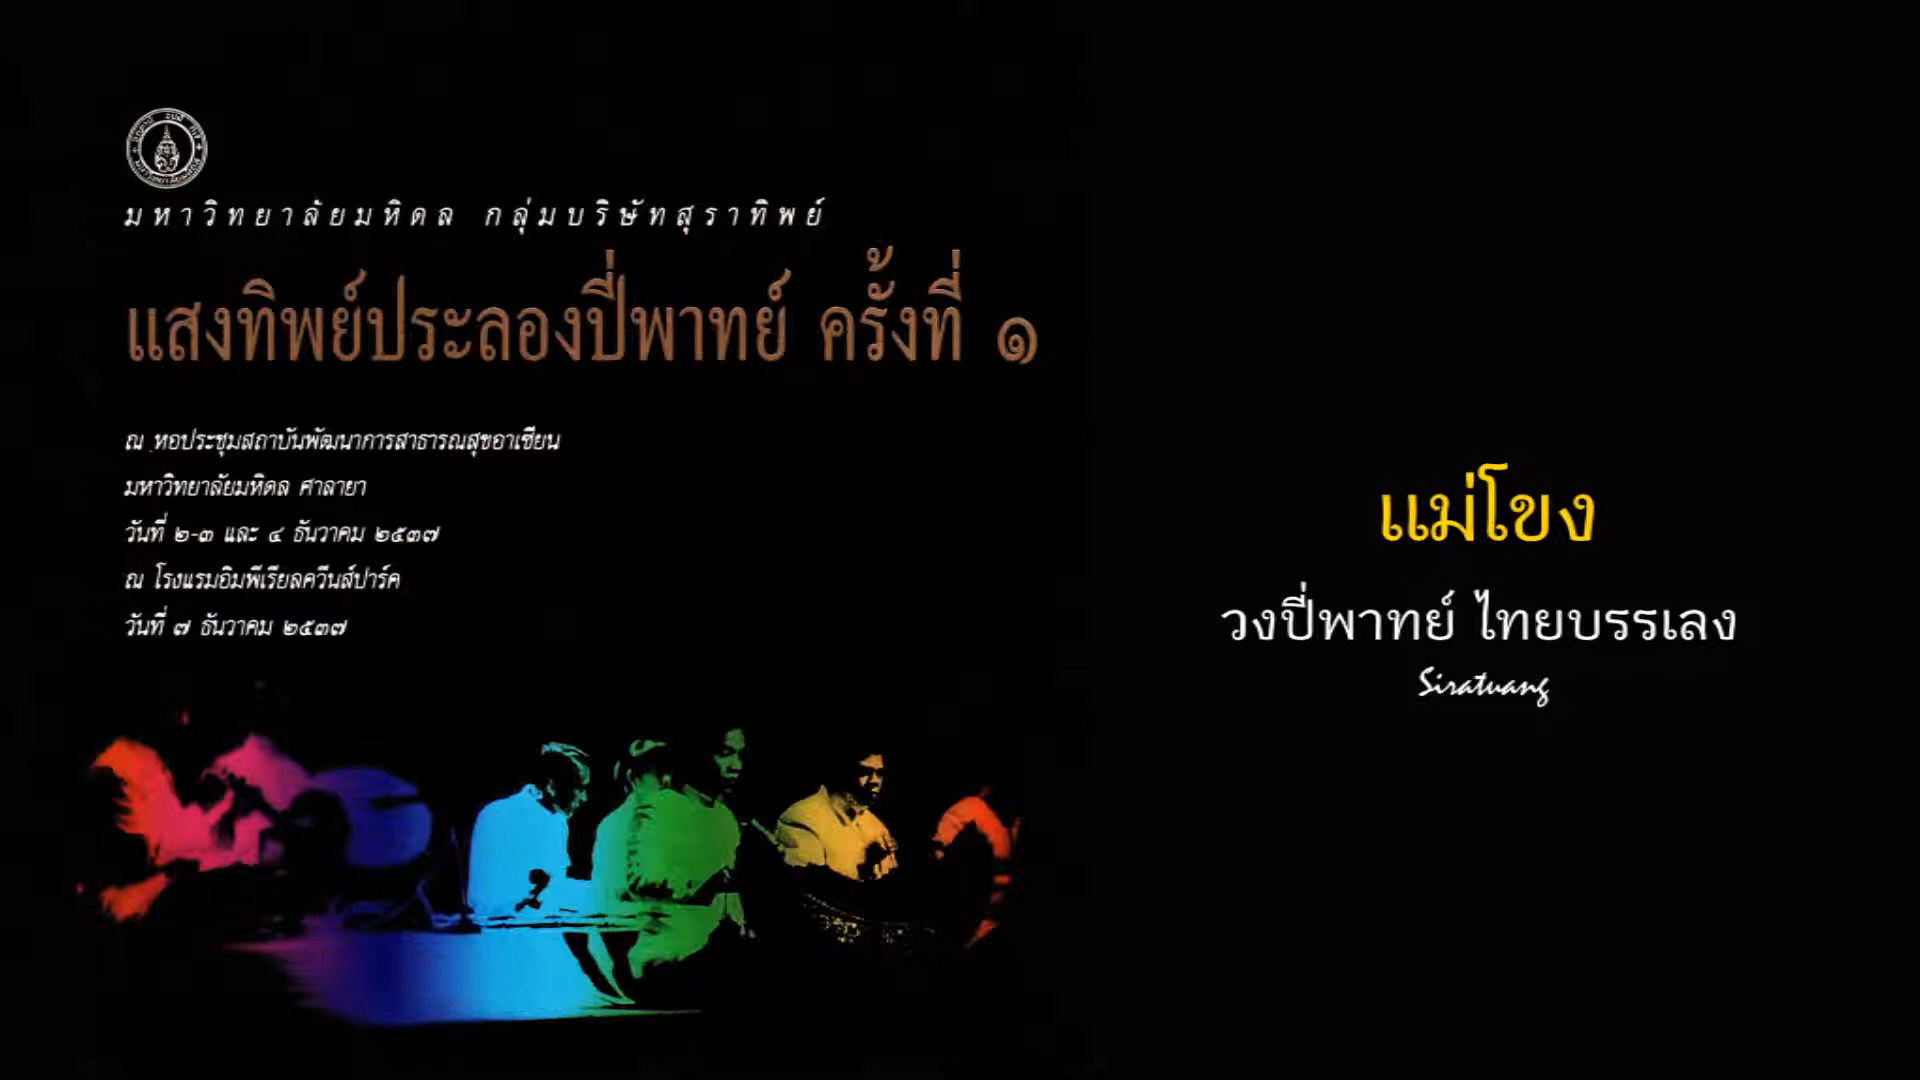 มหาวิทยาลัยมหิดล กลุ่มบริษัทสุราทิพย์
แสงทิพย์ประลองปี่พาทย์ ครั้งที่ ๑
ณ หอประชุมสถาบันพัฒนาการสาธารณสุขอาเซียน
มหาวิทยาลัยมหิดล ศาลายา
วันที่ ๒-๓ และ ๔ ธันวาคม ๒๕๓๗
ณ โรงแรมอิมพีเรียลควีนส์ปาร์ค
วันที่ ๗ ธันวาคม ๒๕๓๗
แม่โขง
วงปี่พาทย์ ไทยบรรเลง
Siratuang